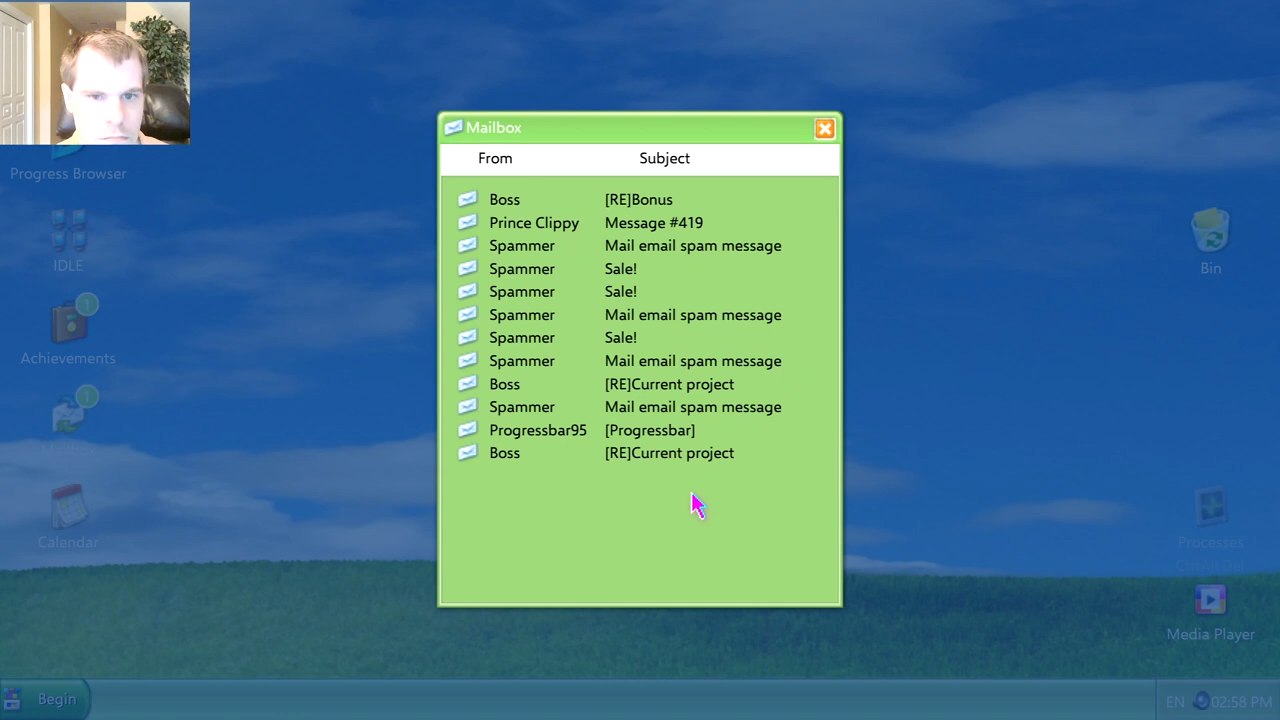 Mailbox
From Subject
Boss [RE]Bonus
Prince Clippy Message #419
Spammer Mail email spam message
Spammer Sale!
Spammer Sale!
Spammer Mail email spam message
Spammer Sale!
Spammer Mail email spam message
Boss [RE]Current project
Spammer Mail email spam message
Progressbar95 [Progressbar]
Boss [RE]Current project
Progress Browser
IDLE
1
Achievements
1
Calendar
Bin
Processes
Media Player
Begin
EN 02:58 PM